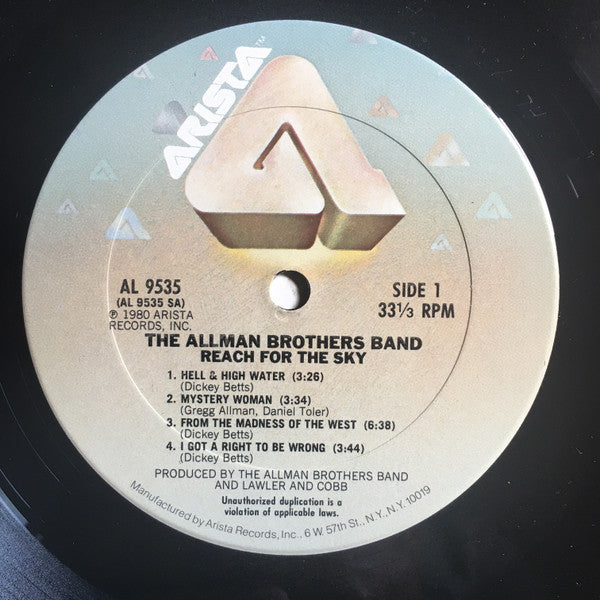 ARISTA™
AL 9535
(AL 9535 SA)
℗ 1980 ARISTA
RECORDS, INC.
SIDE 1
33⅓ RPM
THE ALLMAN BROTHERS BAND
REACH FOR THE SKY
1. HELL & HIGH WATER (3:26)
(Dickey Betts)
2. MYSTERY WOMAN (3:34)
(Gregg Allman, Daniel Toler)
3. FROM THE MADNESS OF THE WEST (6:38)
(Dickey Betts)
4. I GOT A RIGHT TO BE WRONG (3:44)
(Dickey Betts)
PRODUCED BY THE ALLMAN BROTHERS BAND
AND LAWLER AND COBB
Unauthorized duplication is a
violation of applicable laws.
Manufactured by Arista Records, Inc., 6 W. 57th St., N.Y., N.Y. 10019